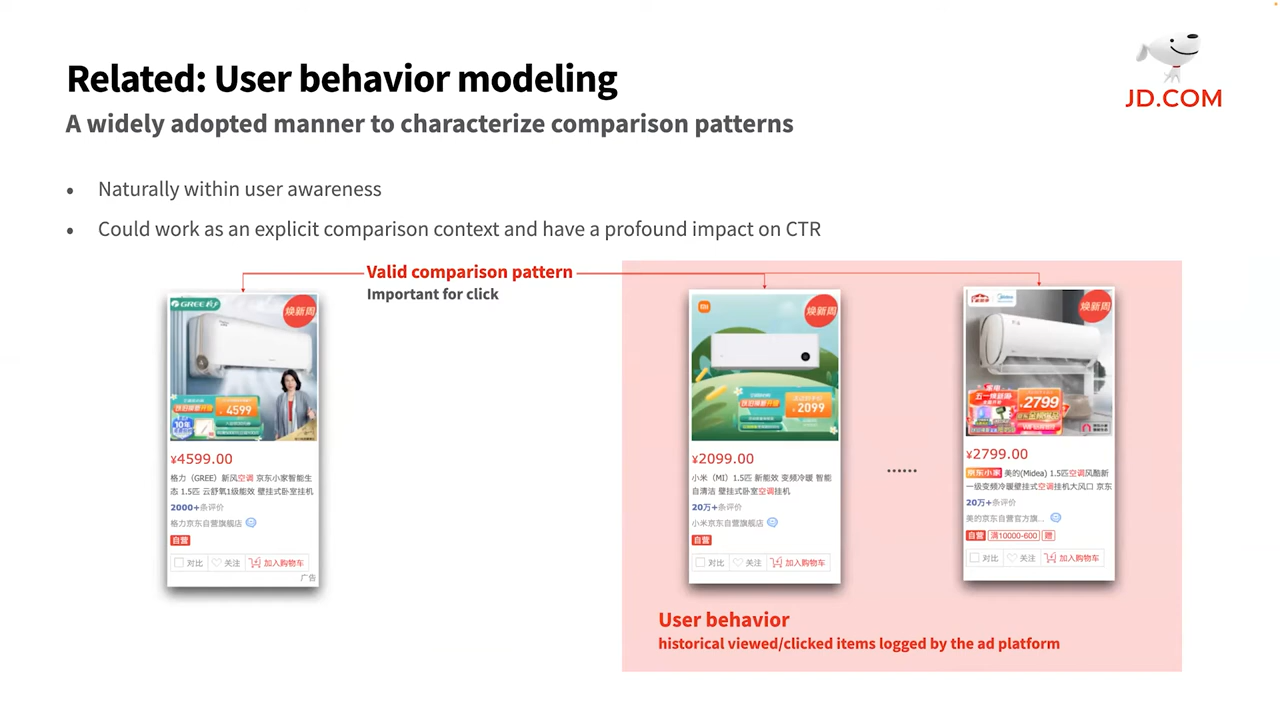 Related: User behavior modeling
JD.COM
A widely adopted manner to characterize comparison patterns
• Naturally within user awareness
• Could work as an explicit comparison context and have a profound impact on CTR
Valid comparison pattern
Important for click
GREE
焕新周
4599
10年
¥4599.00
格力（GREE）新风空调 京东小家智能生
态 1.5匹 云舒氧1级能效 壁挂式卧室挂机
2000+条评价
格力京东自营旗舰店
自营
对比 关注 加入购物车
广告
焕新周
2099
¥2099.00
小米（MI）1.5匹 新能效 变频冷暖 智能
自清洁 壁挂式卧室空调挂机
20万+条评价
小米京东自营旗舰店
自营
对比 关注 加入购物车
......
Midea
焕新周
2799
¥2799.00
京东小家 美的(Midea) 1.5匹空调风酷新
一级变频冷暖壁挂式空调挂机大风口 京东
20万+条评价
美的京东自营官方旗...
自营 满10000-600 赠
对比 关注 加入购物车
User behavior
historical viewed/clicked items logged by the ad platform